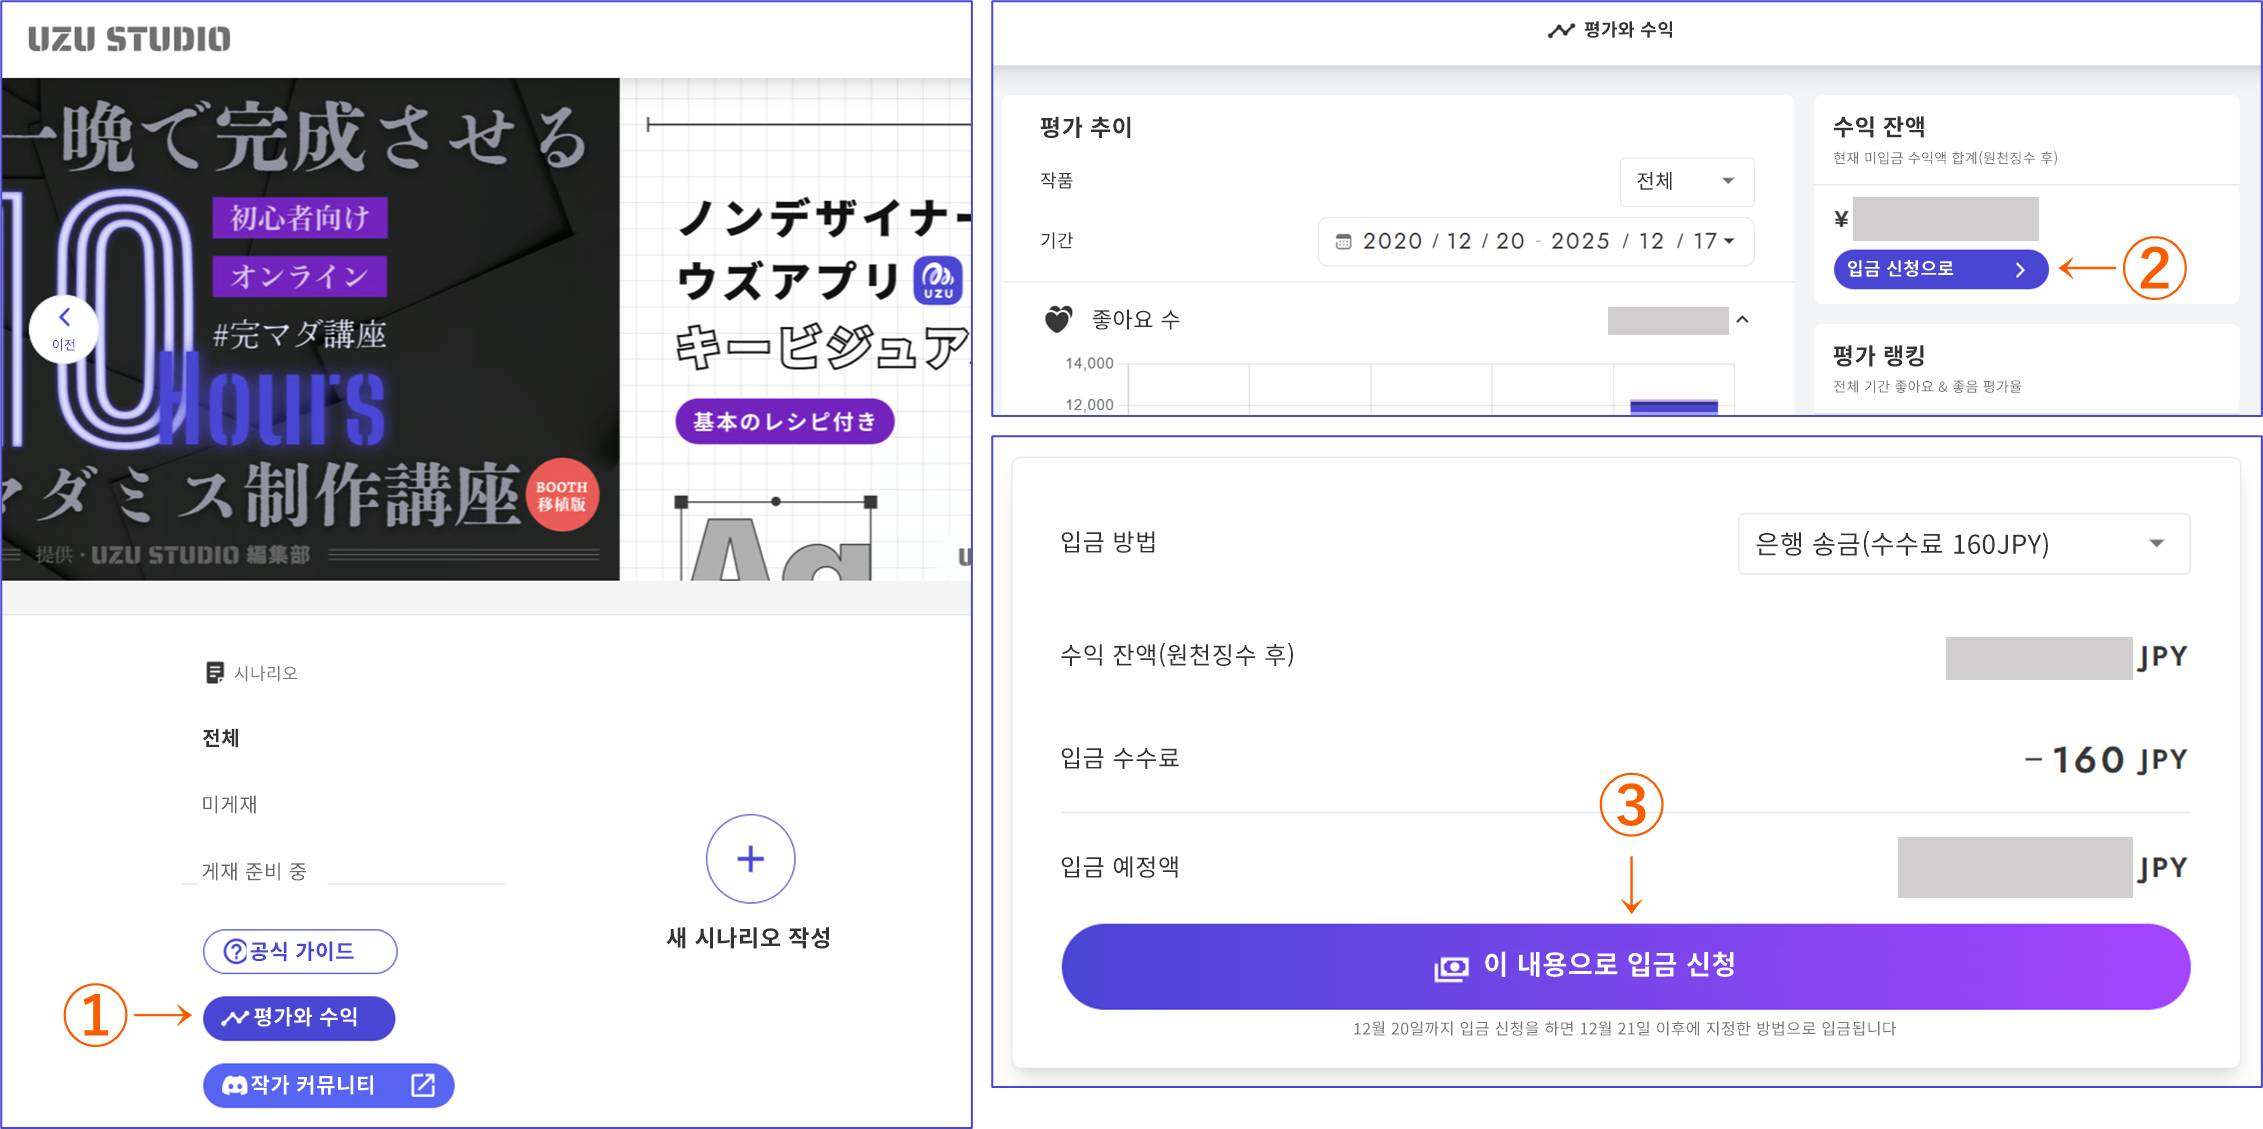 UZU STUDIO
一晩で完成させる
10
初心者向け
オンライン
#完マダ講座
Hours
マダミス制作講座
BOOTH
移植版
提供・UZU STUDIO 編集部
이전
ノンデザイナー
ウズアプリ
UZU
キービジュア
基本のレシピ付き
Aa
시나리오
전체
미게재
게재 준비 중
공식 가이드
① 평가와 수익
작가 커뮤니티
새 시나리오 작성
평가와 수익
평가 추이
작품
전체
기간
2020 / 12 / 20 - 2025 / 12 / 17
좋아요 수
14,000
12,000
수익 잔액
현재 미입금 수익액 합계(원천징수 후)
¥
입금 신청으로
②
평가 랭킹
전체 기간 좋아요 & 좋음 평가율
입금 방법
은행 송금(수수료 160JPY)
수익 잔액(원천징수 후)
JPY
입금 수수료
−160 JPY
③
입금 예정액
JPY
이 내용으로 입금 신청
12월 20일까지 입금 신청을 하면 12월 21일 이후에 지정한 방법으로 입금됩니다